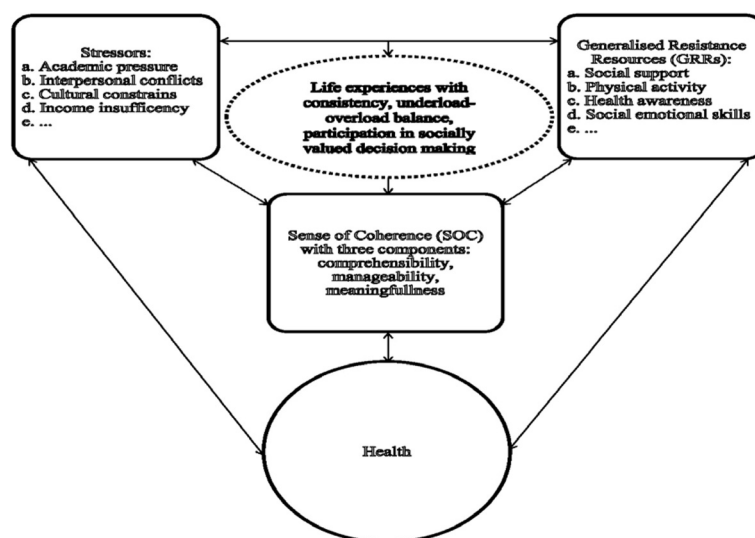 Stressors:
a. Academic pressure
b. Interpersonal conflicts
c. Cultural constrains
d. Income insufficency
e. ...
Life experiences with
consistency, underload-
overload balance,
participation in socially
valued decision making
Generalised Resistance
Resources (GRRs):
a. Social support
b. Physical activity
c. Health awareness
d. Social emotional skills
e. ...
Sense of Coherence (SOC)
with three components:
comprehensibility,
manageability,
meaningfullness
Health